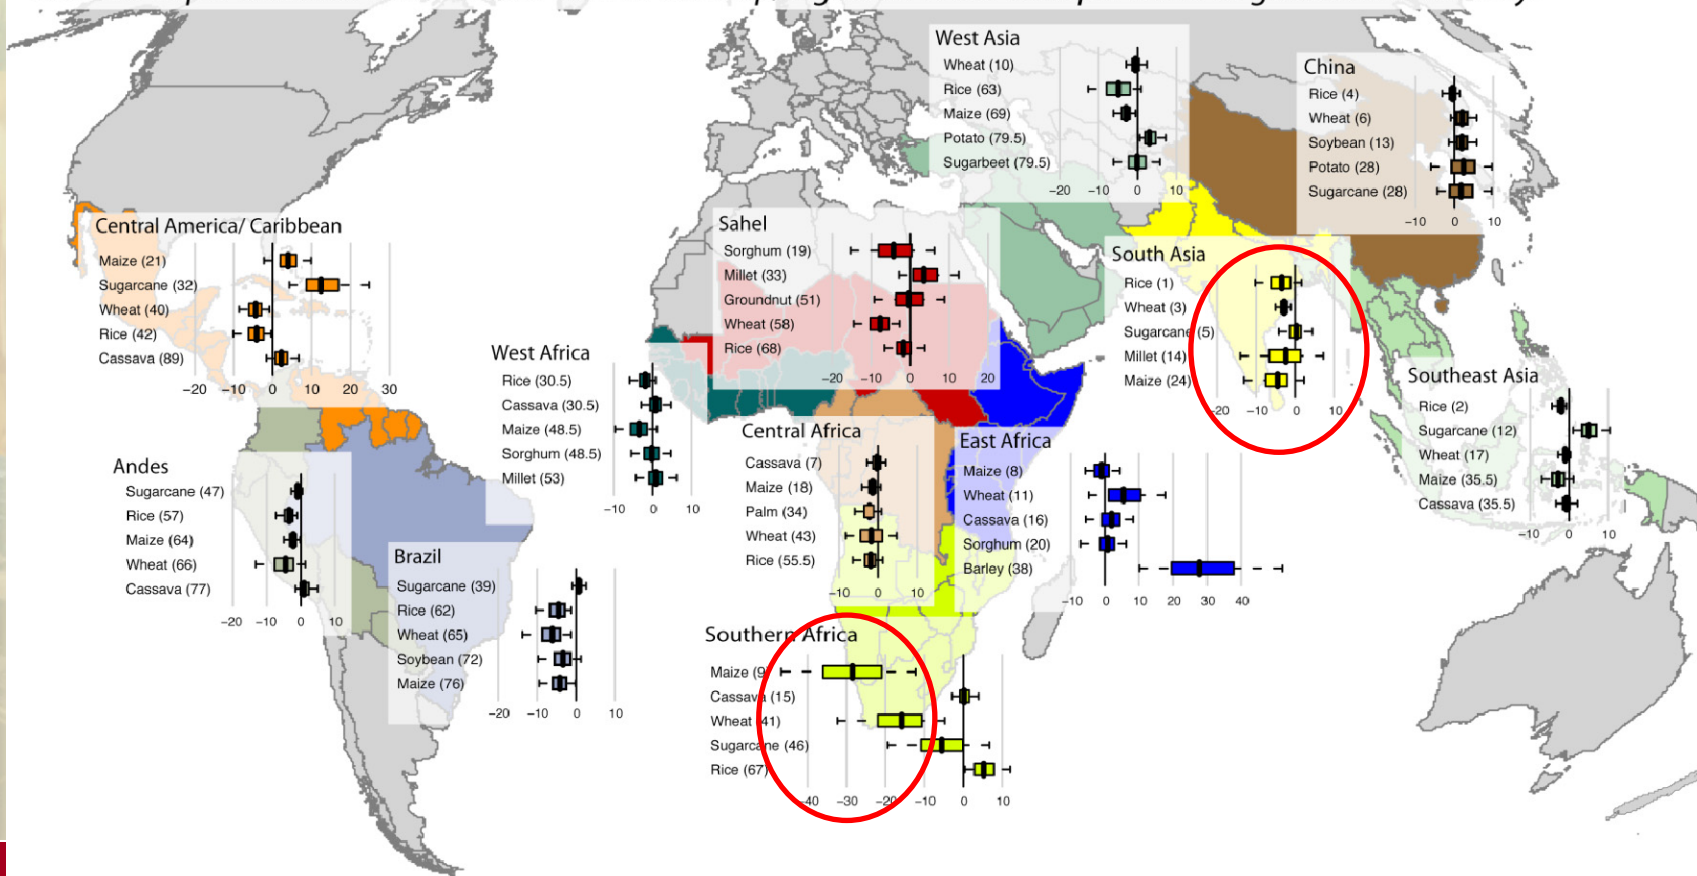 West Asia
Wheat (10)
Rice (63)
Maize (69)
Potato (79.5)
Sugarbeet (79.5)
−20 −10 0 10
China
Rice (4)
Wheat (6)
Soybean (13)
Potato (28)
Sugarcane (28)
−10 0 10
Central America/ Caribbean
Maize (21)
Sugarcane (32)
Wheat (40)
Rice (42)
Cassava (89)
−20 −10 0 10 20 30
Sahel
Sorghum (19)
Millet (33)
Groundnut (51)
Wheat (58)
Rice (68)
−20 −10 0 10 20
South Asia
Rice (1)
Wheat (3)
Sugarcane (5)
Millet (14)
Maize (24)
−20 −10 0 10
West Africa
Rice (30.5)
Cassava (30.5)
Maize (48.5)
Sorghum (48.5)
Millet (53)
−10 0 10
Southeast Asia
Rice (2)
Sugarcane (12)
Wheat (17)
Maize (35.5)
Cassava (35.5)
−10 0 10
Central Africa
Cassava (7)
Maize (18)
Palm (34)
Wheat (43)
Rice (55.5)
−10 0 10
East Africa
Maize (8)
Wheat (11)
Cassava (16)
Sorghum (20)
Barley (38)
−10 0 10 20 30 40
Andes
Sugarcane (47)
Rice (57)
Maize (64)
Wheat (66)
Cassava (77)
−20 −10 0 10
Brazil
Sugarcane (39)
Rice (62)
Wheat (65)
Soybean (72)
Maize (76)
−20 −10 0 10
Southern Africa
Maize (9)
Cassava (15)
Wheat (41)
Sugarcane (46)
Rice (67)
−40 −30 −20 −10 0 10